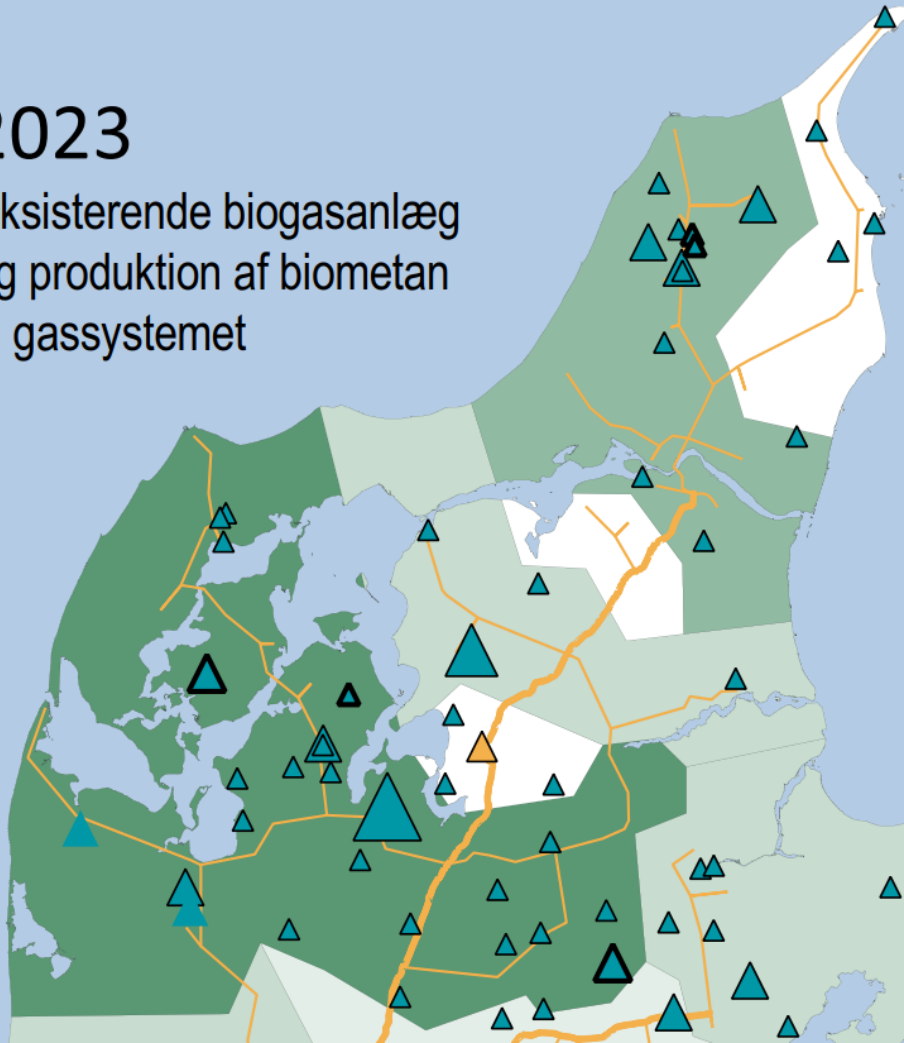 2023
ksisterende biogasanlæg
g produktion af biometan
gassystemet